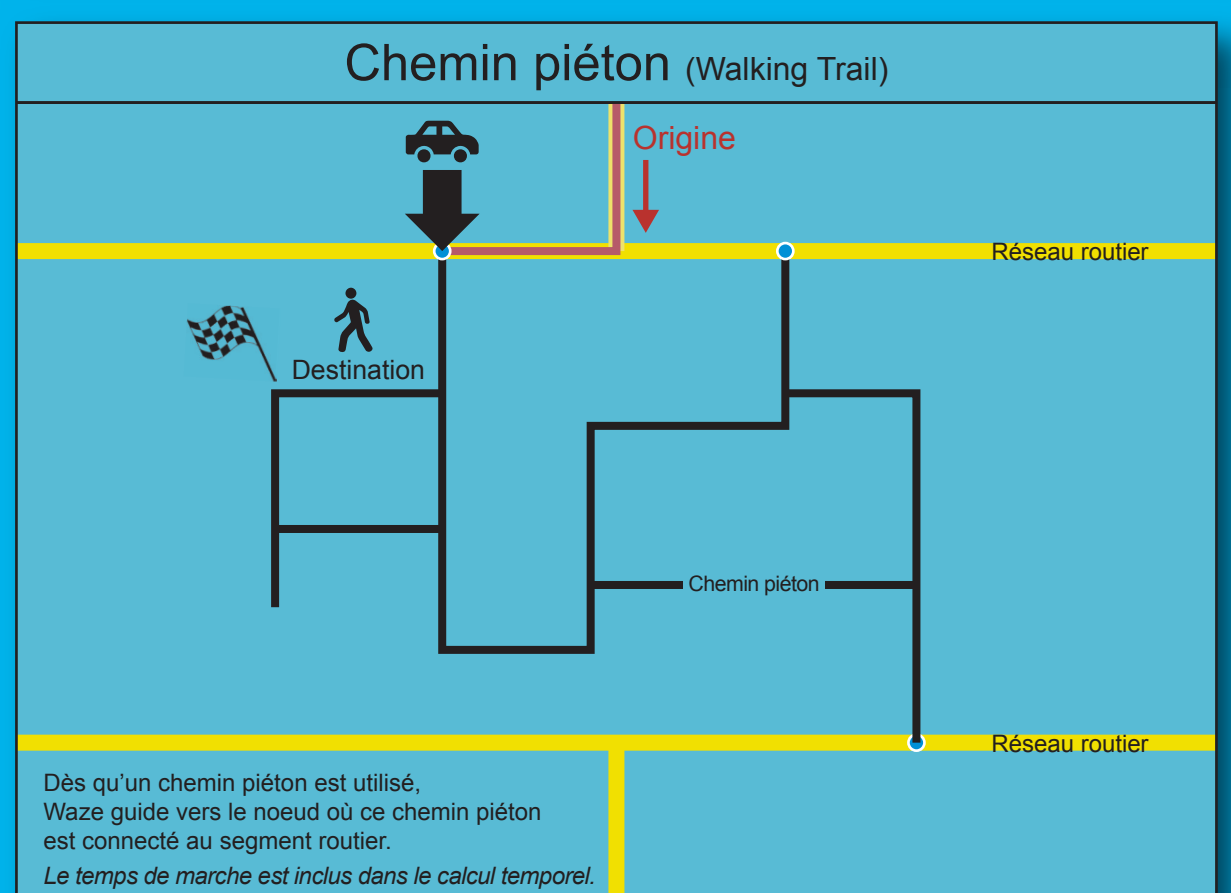 Chemin piéton (Walking Trail)
Origine
Réseau routier
Destination
Chemin piéton
Réseau routier
Dès qu'un chemin piéton est utilisé,
Waze guide vers le noeud où ce chemin piéton
est connecté au segment routier.
Le temps de marche est inclus dans le calcul temporel.